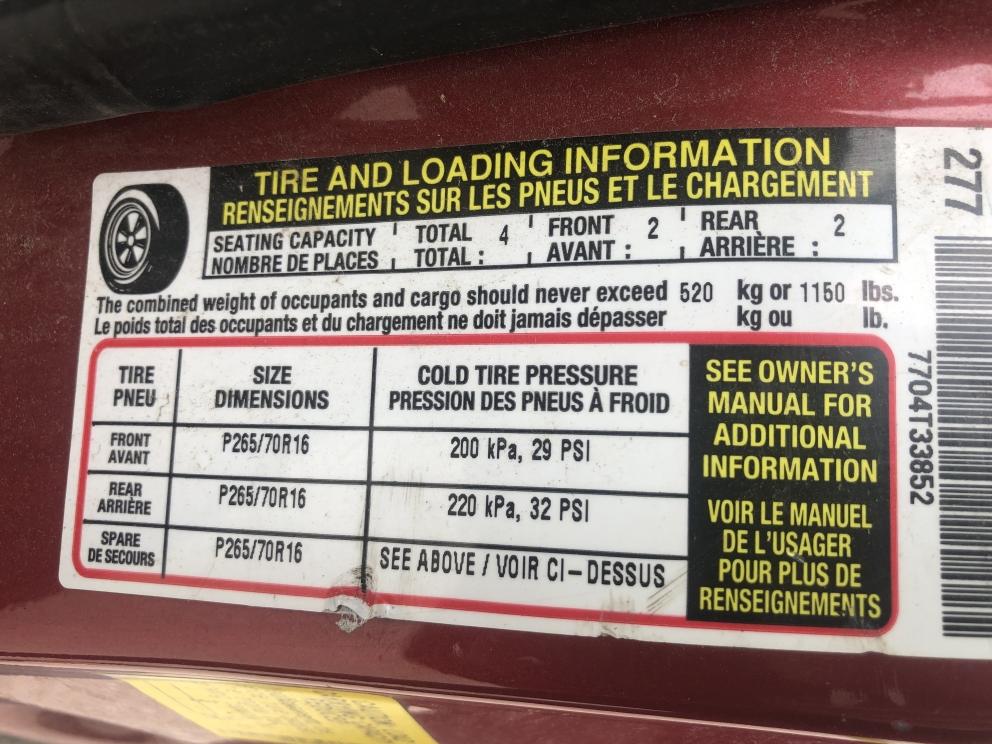 TIRE AND LOADING INFORMATION
RENSEIGNEMENTS SUR LES PNEUS ET LE CHARGEMENT
SEATING CAPACITY TOTAL 4 FRONT 2 REAR 2
NOMBRE DE PLACES TOTAL : AVANT : ARRIÈRE :
The combined weight of occupants and cargo should never exceed 520 kg or 1150 lbs.
Le poids total des occupants et du chargement ne doit jamais dépasser kg ou lb.
TIRE SIZE COLD TIRE PRESSURE
PNEU DIMENSIONS PRESSION DES PNEUS À FROID
FRONT
AVANT P265/70R16 200 kPa, 29 PSI
REAR
ARRIÈRE P265/70R16 220 kPa, 32 PSI
SPARE
DE SECOURS P265/70R16 SEE ABOVE / VOIR CI-DESSUS
SEE OWNER'S
MANUAL FOR
ADDITIONAL
INFORMATION
VOIR LE MANUEL
DE L'USAGER
POUR PLUS DE
RENSEIGNEMENTS
277
7704T33852